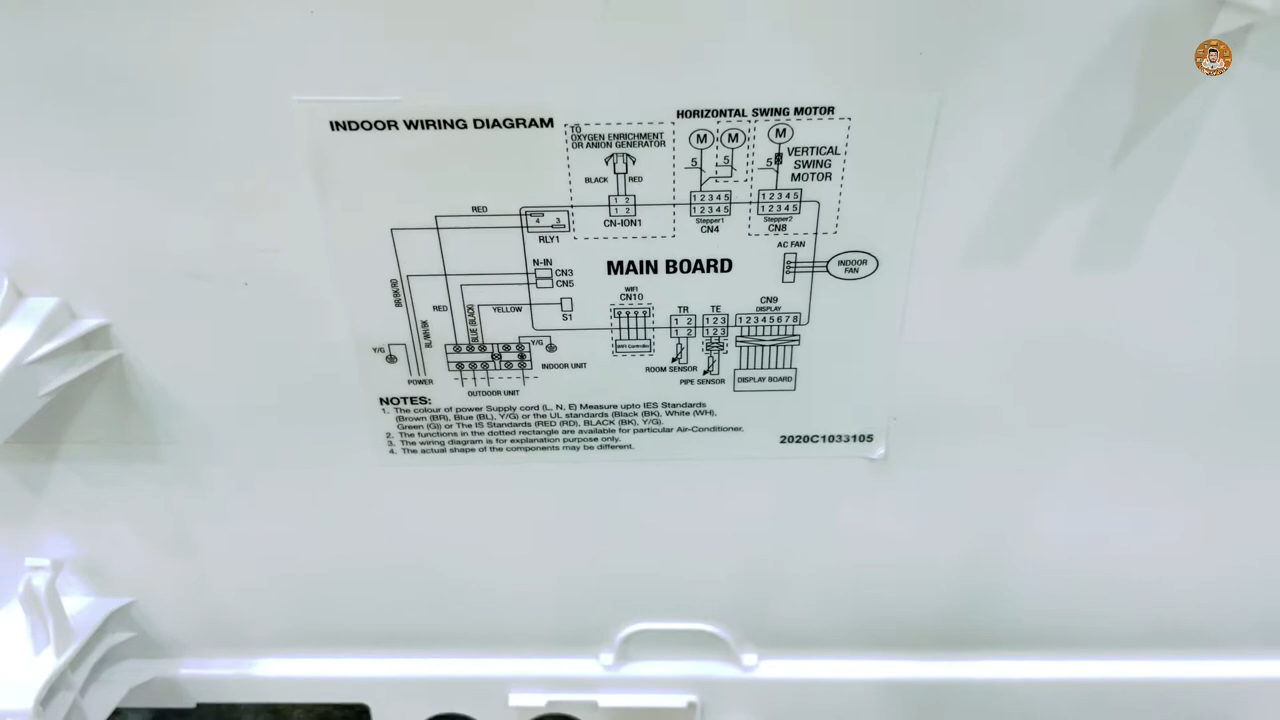 INDOOR WIRING DIAGRAM
HORIZONTAL SWING MOTOR
TO
OXYGEN ENRICHMENT
OR ANION GENERATOR
M
M
M
VERTICAL
SWING
MOTOR
5
5
5
BLACK
RED
1 2
1 2
CN-ION1
1 2 3 4 5
1 2 3 4 5
Stepper1
CN4
1 2 3 4 5
1 2 3 4 5
Stepper2
CN8
RED
4
3
RLY1
AC FAN
INDOOR
FAN
MAIN BOARD
N-IN
CN3
CN5
S1
BR/BK/RD
RED
BLUE (BLACK)
YELLOW
BL/WH/BK
WIFI
CN10
WIFI Controller
TR
1 2
1 2
ROOM SENSOR
TE
1 2 3
1 2 3
PIPE SENSOR
CN9
DISPLAY
1 2 3 4 5 6 7 8
DISPLAY BOARD
Y/G
Y/G
POWER
INDOOR UNIT
OUTDOOR UNIT
NOTES:
1. The colour of power Supply cord (L, N, E) Measure upto IES Standards
(Brown (BR), Blue (BL), Y/G) or the UL standards (Black (BK), White (WH),
Green (G)) or The IS Standards (RED (RD), BLACK (BK), Y/G).
2. The functions in the dotted rectangle are available for particular Air-Conditioner.
3. The wiring diagram is for explanation purpose only.
4. The actual shape of the components may be different.
2020C1033105